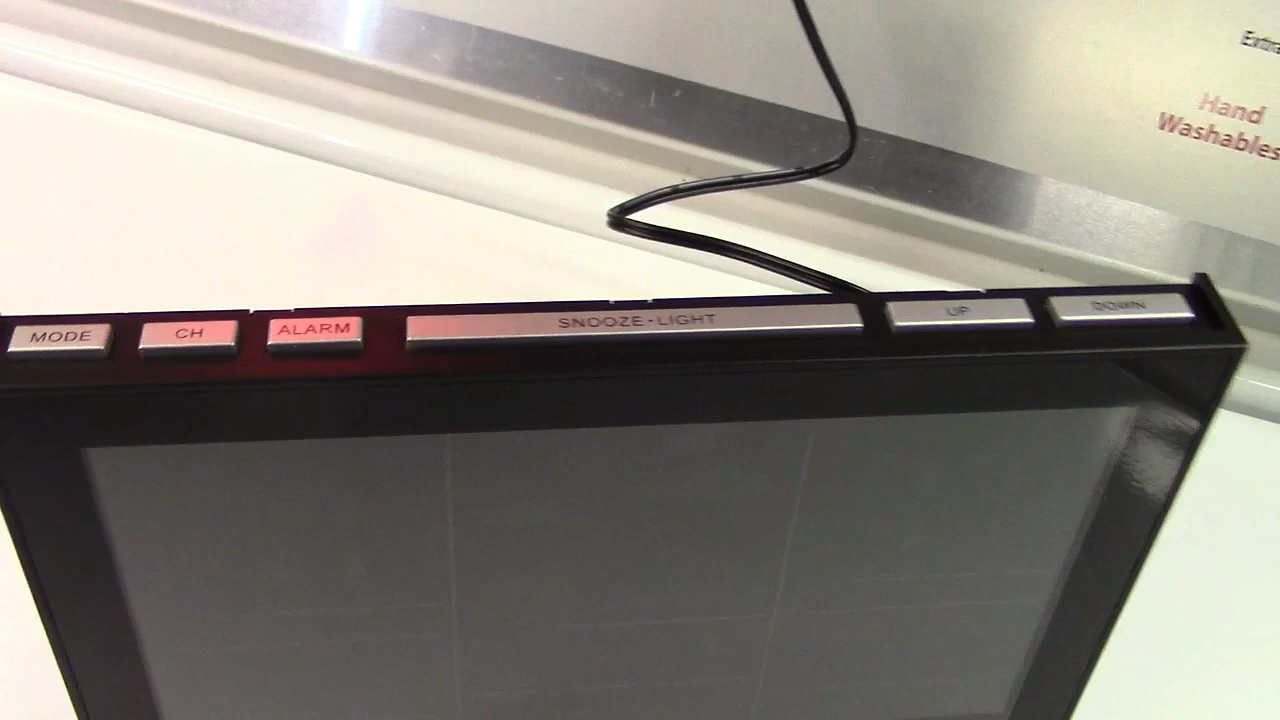 Extra
Hand
Washables
MODE
CH
ALARM
SNOOZE-LIGHT
UP
DOWN